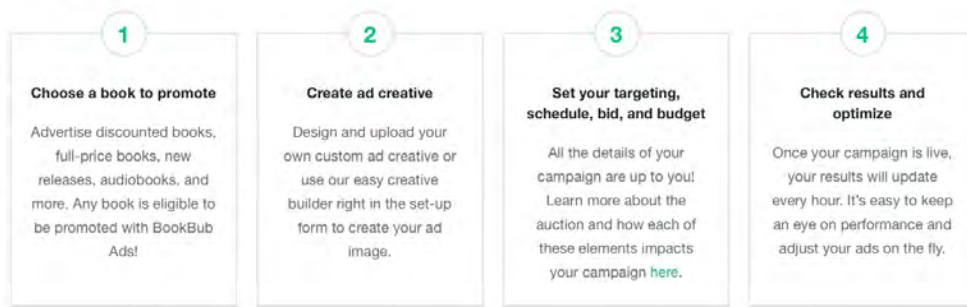 1
Choose a book to promote
Advertise discounted books,
full-price books, new
releases, audiobooks, and
more. Any book is eligible to
be promoted with BookBub
Ads!
2
Create ad creative
Design and upload your
own custom ad creative or
use our easy creative
builder right in the set-up
form to create your ad
image.
3
Set your targeting,
schedule, bid, and budget
All the details of your
campaign are up to you!
Learn more about the
auction and how each of
these elements impacts
your campaign here.
4
Check results and
optimize
Once your campaign is live,
your results will update
every hour. It's easy to keep
an eye on performance and
adjust your ads on the fly.